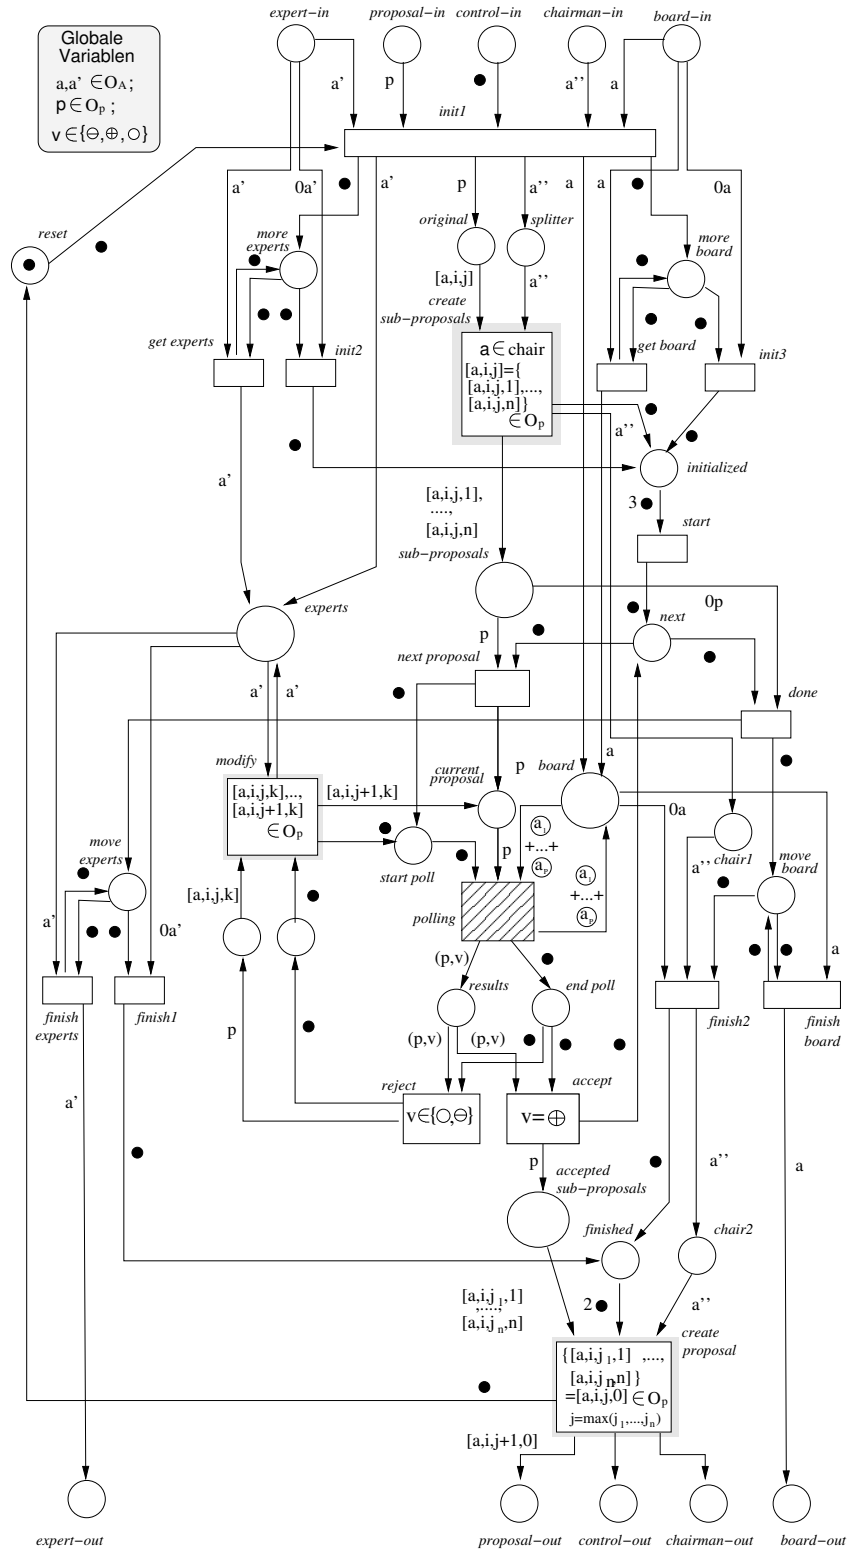 expert-in
proposal-in
control-in
chairman-in
board-in
Globale
Variablen
a,a' ∈ O_A;
p ∈ O_p ;
v ∈ {⊖,⊕,○}
a'
p
a''
a
init1
a'
0a'
a'
p
a''
a
a
0a
reset
more
experts
original
splitter
more
board
[a,i,j]
a''
create
sub-proposals
get experts
init2
get board
init3
a ∈ chair
[a,i,j]={
[a,i,j,1],...,
[a,i,j,n]}
∈ O_p
a''
initialized
a'
[a,i,j,1],
....,
[a,i,j,n]
3
start
sub-proposals
0p
experts
p
next
next proposal
a'
a'
done
modify
a
[a,i,j,k],..,
[a,i,j+1,k]
∈ O_p
[a,i,j+1,k]
current
proposal
p
board
0a
a_1
+...+
a_p
a_1
+...+
a_p
move
experts
start poll
p
chair1
a''
move
board
[a,i,j,k]
polling
a'
0a'
a
(p,v)
results
end poll
finish
experts
finish1
finish2
finish
board
p
(p,v)
(p,v)
reject
accept
v∈{○,⊖}
v=⊕
a'
p
accepted
sub-proposals
a''
a
finished
chair2
[a,i,j_1,1]
,....,
[a,i,j_n,n]
2
a''
create
proposal
{[a,i,j_1,1] ,...,
[a,i,j_n,n]}
=[a,i,j,0] ∈ O_p
j=max(j_1,...,j_n)
[a,i,j+1,0]
expert-out
proposal-out
control-out
chairman-out
board-out